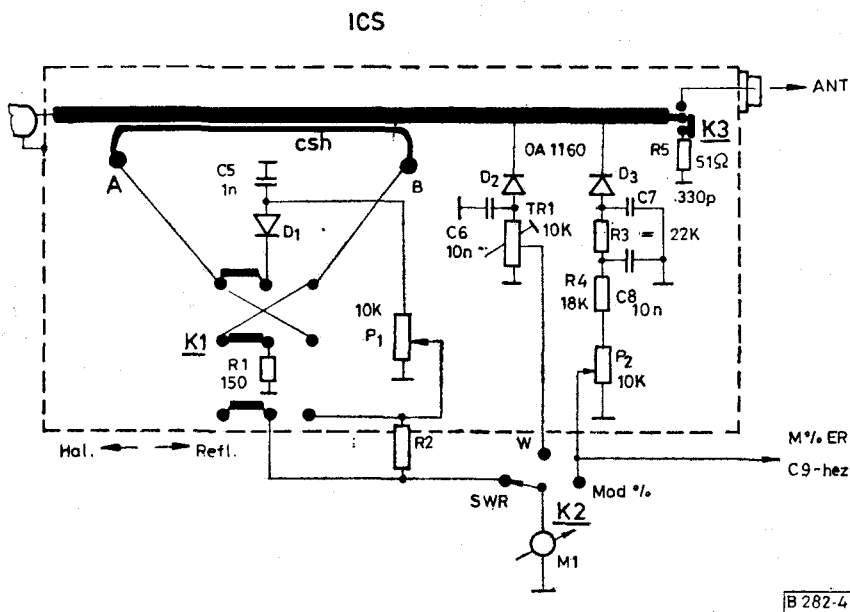 ICS
ANT
K3
R5
51Ω
330p
csh
A
B
C5
1n
D1
OA 1160
D2
D3
C6
10n
TR1
10K
C7
R3
22K
R4
18K
C8
10n
K1
R1
150
10K
P1
P2
10K
Hal.
Refl.
R2
W
SWR
Mod %
K2
M1
M% ER
C9-hez
B 282-4